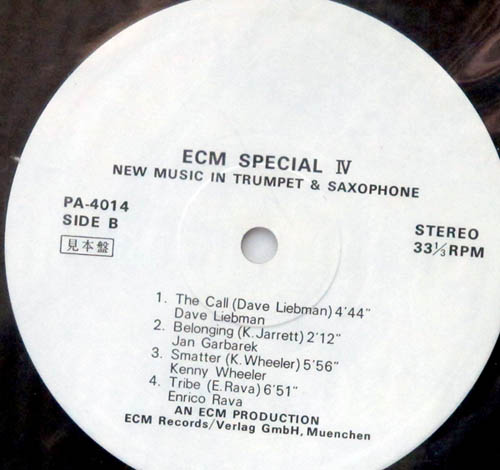 ECM SPECIAL Ⅳ
NEW MUSIC IN TRUMPET & SAXOPHONE
PA-4014
SIDE B
見本盤
STEREO
33⅓RPM
1. The Call (Dave Liebman) 4'44"
Dave Liebman
2. Belonging (K. Jarrett) 2'12"
Jan Garbarek
3. Smatter (K. Wheeler) 5'56"
Kenny Wheeler
4. Tribe (E. Rava) 6'51"
Enrico Rava
AN ECM PRODUCTION
ECM Records/Verlag GmbH, Muenchen